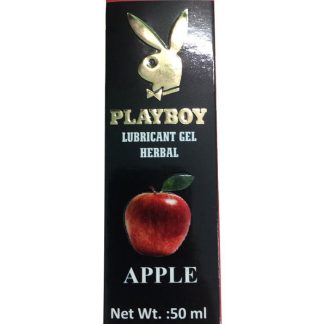 PLAYBOY
LUBRICANT GEL
HERBAL
APPLE
Net Wt. :50 ml